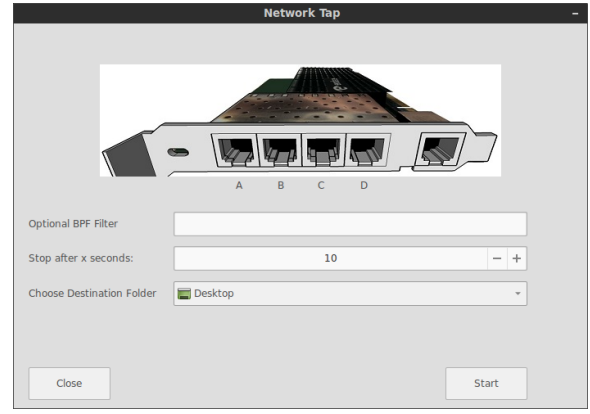 Network Tap
A B C D
Optional BPF Filter
Stop after x seconds: 10 − +
Choose Destination Folder Desktop
Close Start